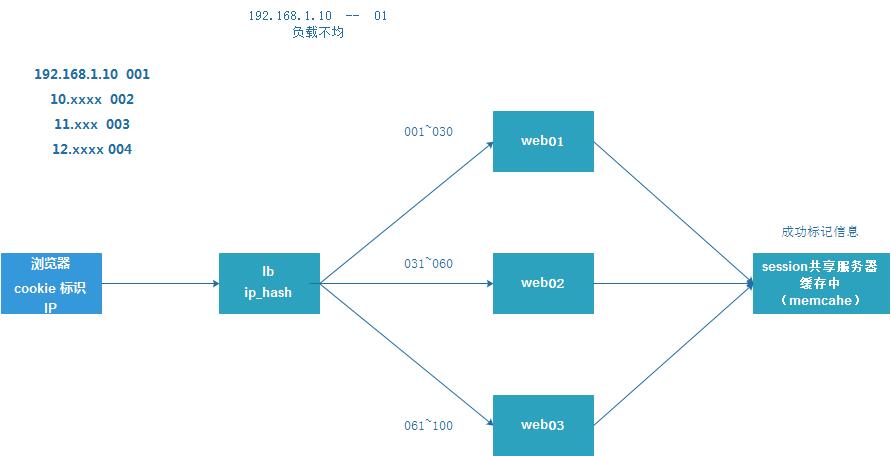 192.168.1.10 -- 01
负载不均
192.168.1.10 001
10.xxxx 002
11.xxx 003
12.xxxx 004
001~030
web01
成功标记信息
浏览器
cookie 标识
IP
lb
ip_hash
031~060
web02
session共享服务器
缓存中
（memcahe）
061~100
web03